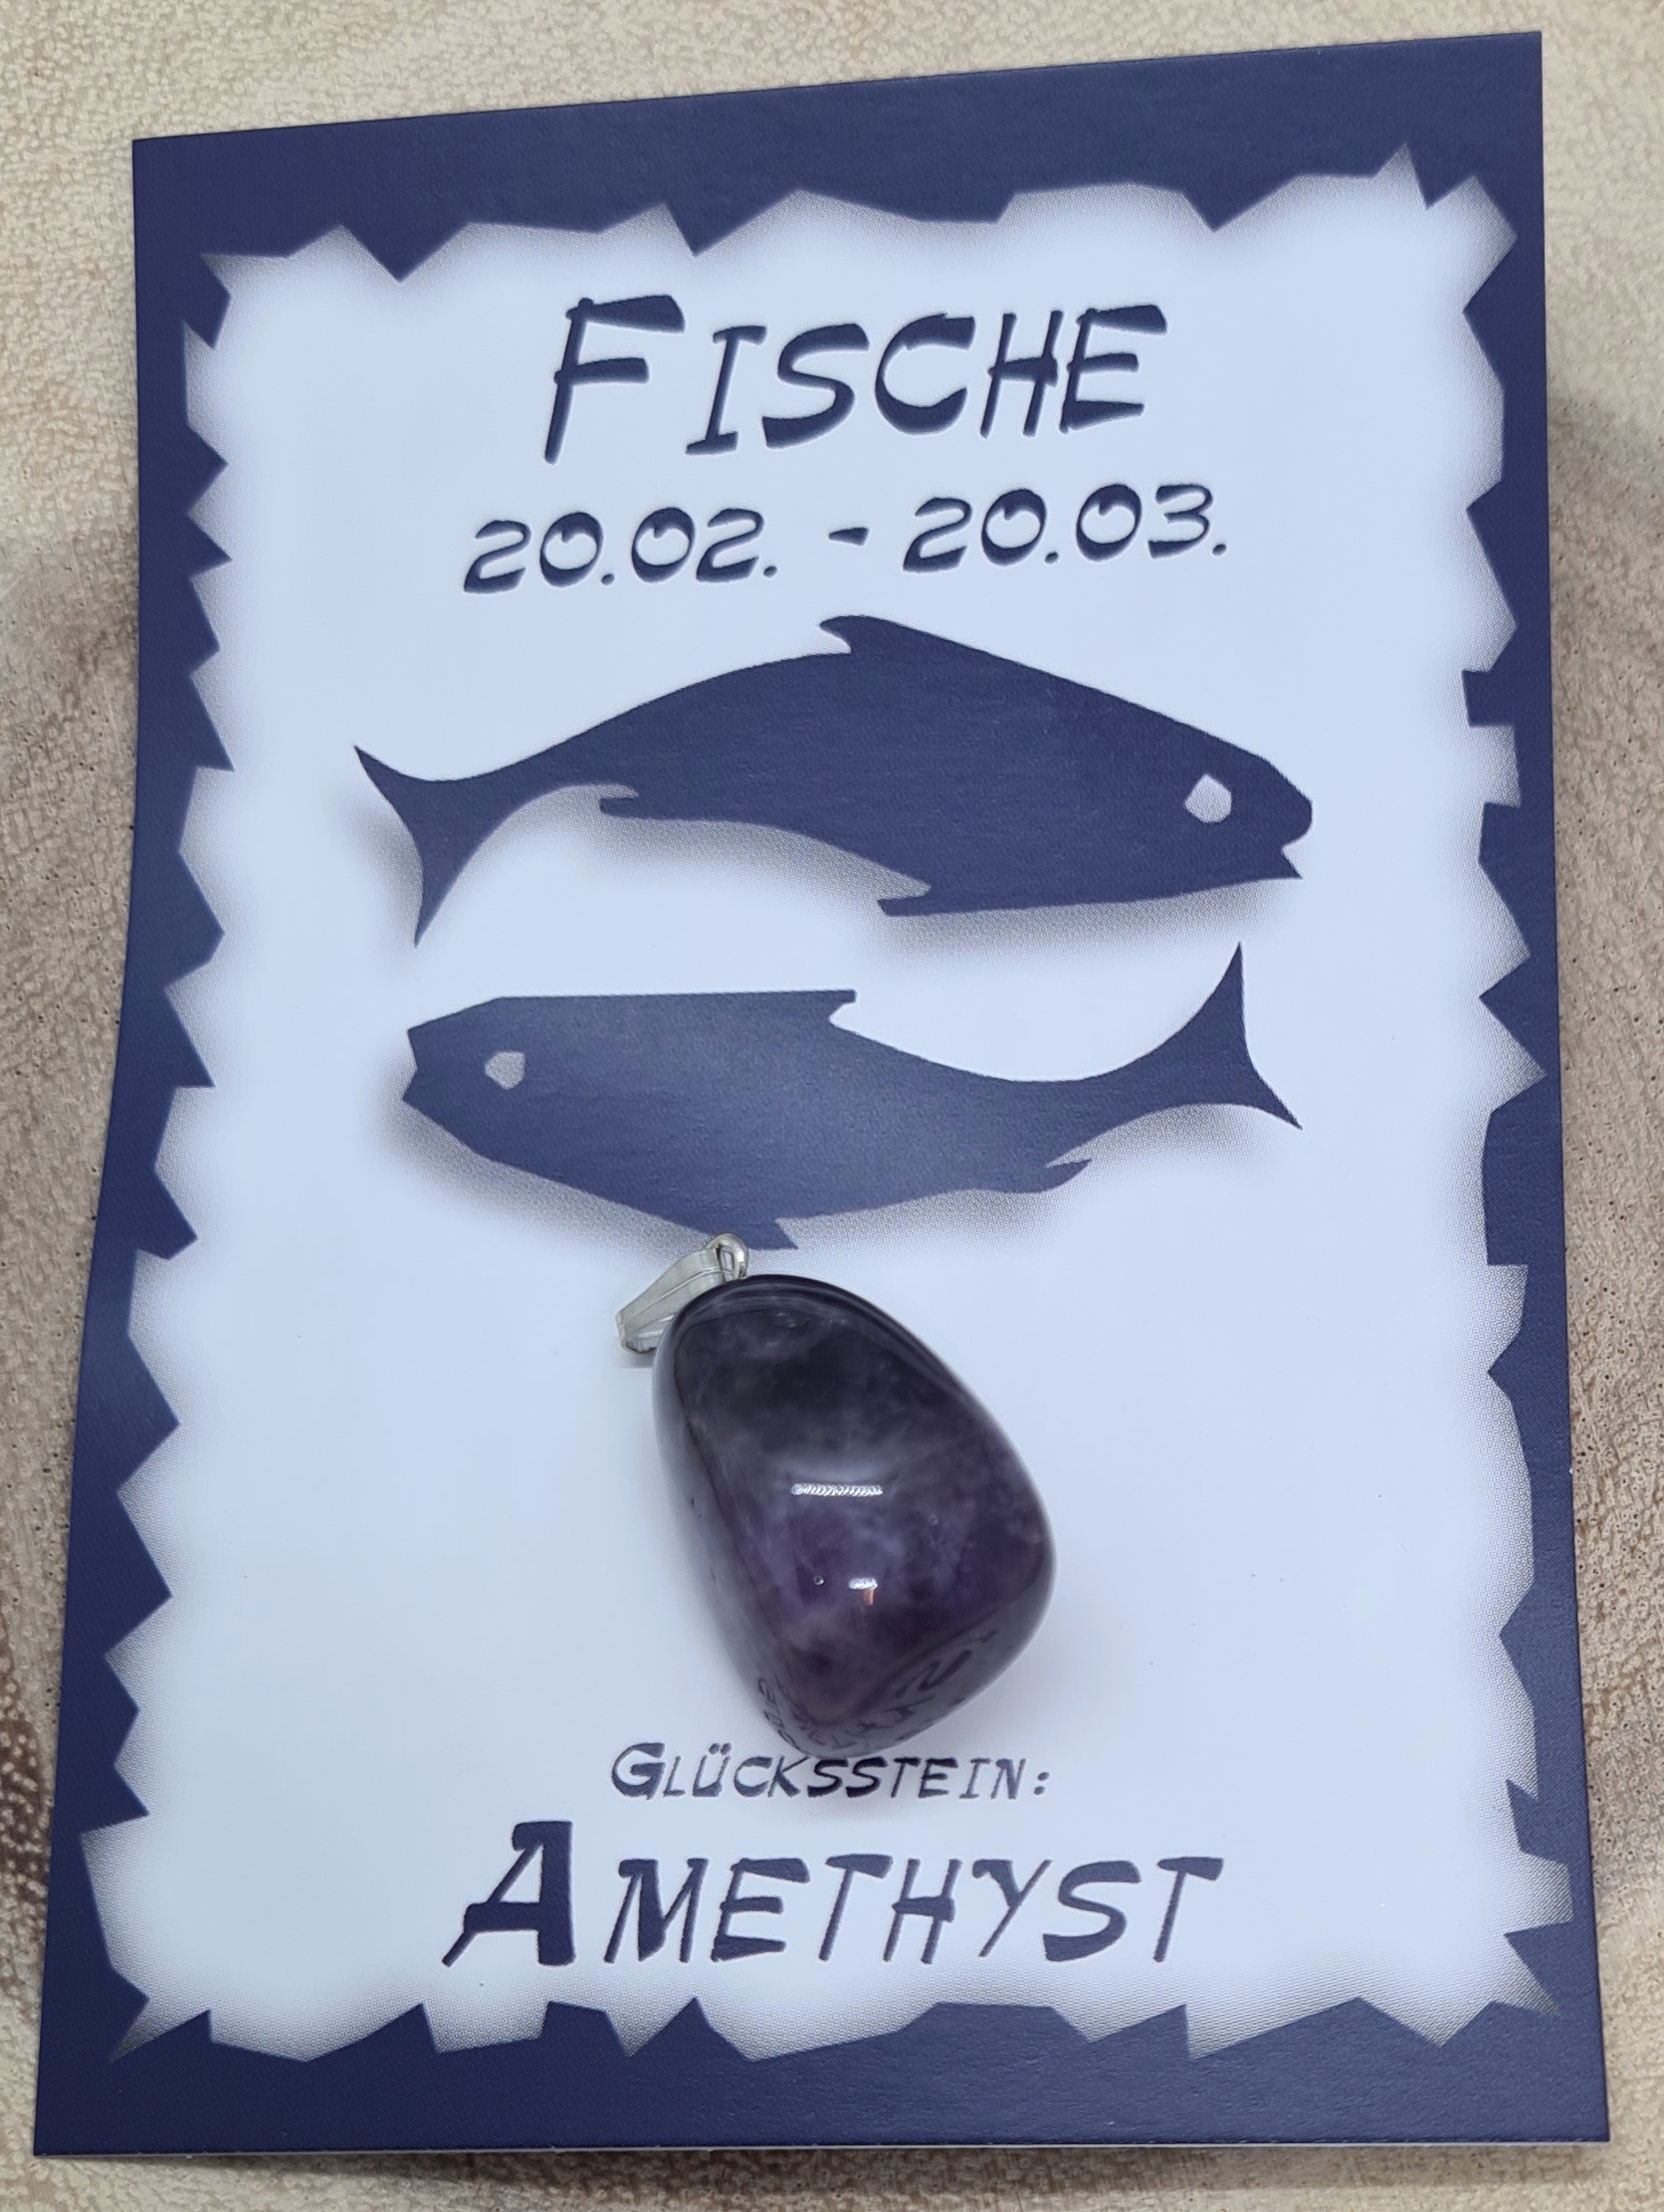 FISCHE
20.02. - 20.03.
GLÜCKSSTEIN:
AMETHYST